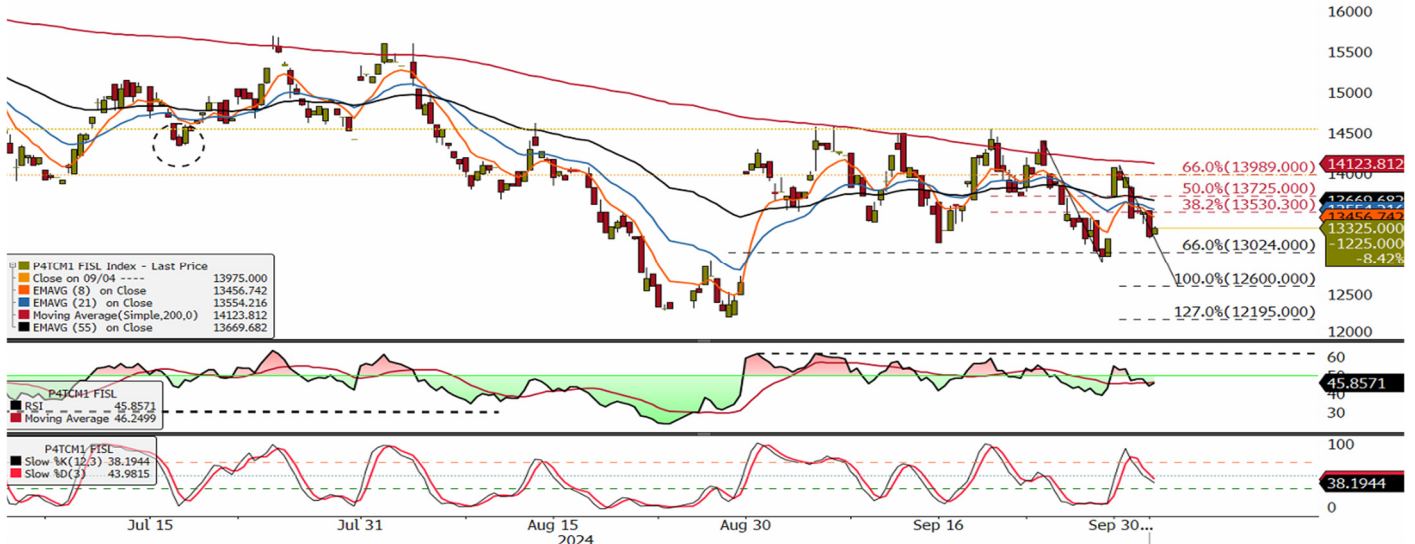 16000
15500
15000
14500
14123.812
14000
13669.682
13456.742
13325.000
-1225.000
-8.42%
12500
12000
66.0%(13989.000)
50.0%(13725.000)
38.2%(13530.300)
66.0%(13024.000)
100.0%(12600.000)
127.0%(12195.000)
P4TCM1 FISL Index - Last Price
Close on 09/04 ---- 13975.000
EMAVG (8) on Close 13456.742
EMAVG (21) on Close 13554.216
Moving Average(Simple,200,0) 14123.812
EMAVG (55) on Close 13669.682
60
45.8571
40
30
P4TCM1 FISL
RSI 45.8571
Moving Average 46.2499
100
38.1944
0
P4TCM1 FISL
Slow %K(12,3) 38.1944
Slow %D(3) 43.9815
Jul 15 Jul 31 Aug 15 Aug 30 Sep 16 Sep 30...
2024